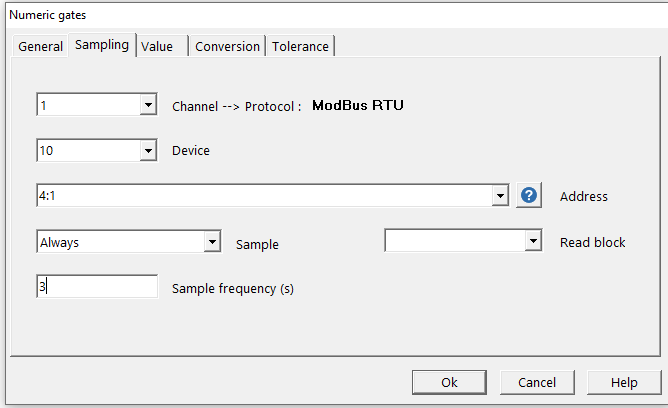 Numeric gates
General Sampling Value Conversion Tolerance
1 Channel --> Protocol : ModBus RTU
10 Device
4:1 ? Address
Always Sample Read block
3 Sample frequency (s)
Ok Cancel Help